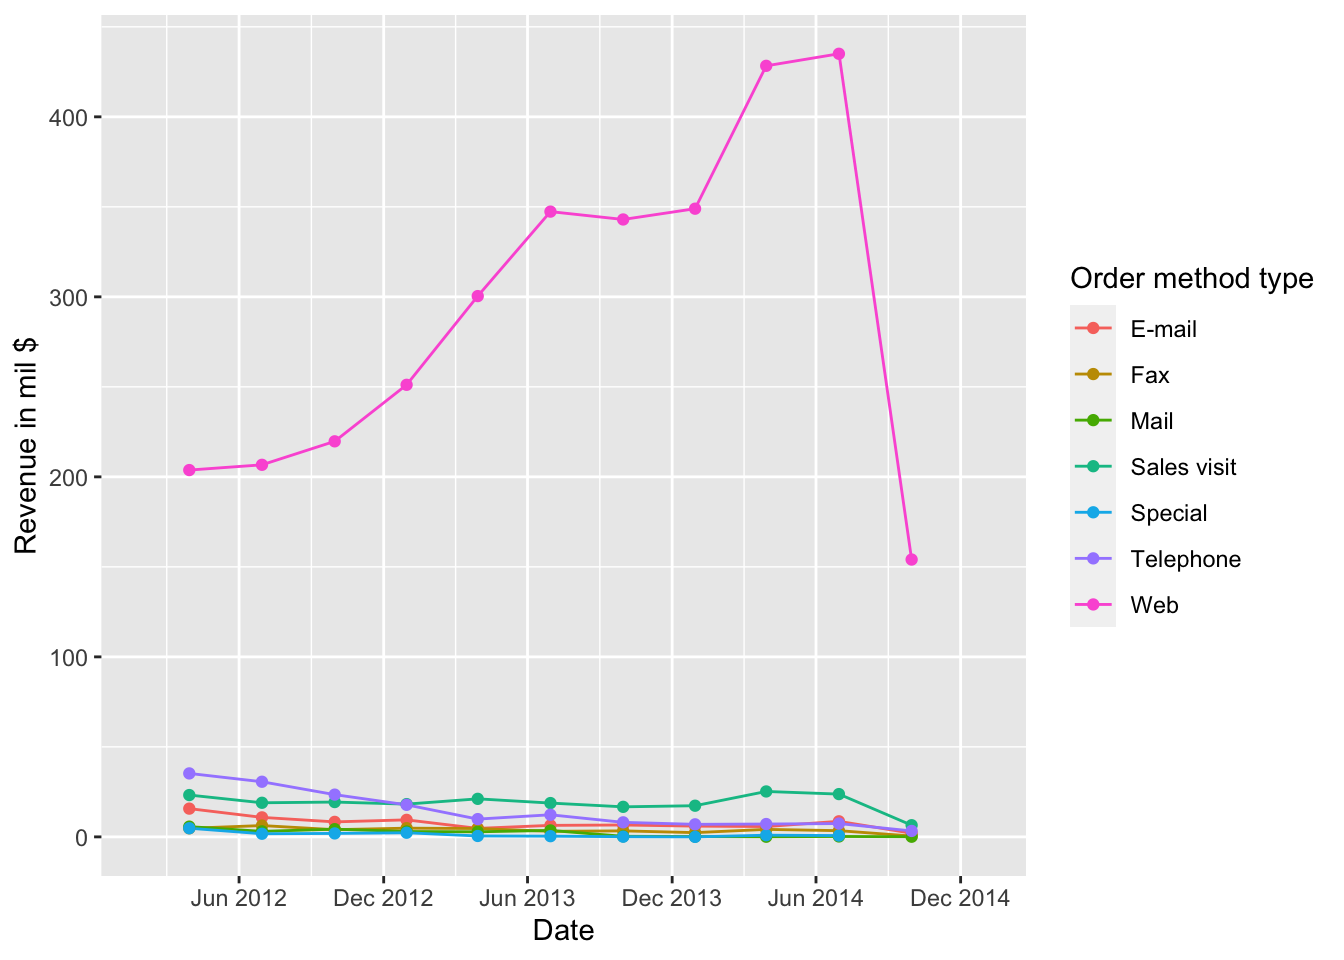 400
300
200
100
0
Revenue in mil $
Jun 2012 Dec 2012 Jun 2013 Dec 2013 Jun 2014 Dec 2014
Date
Order method type
E-mail
Fax
Mail
Sales visit
Special
Telephone
Web